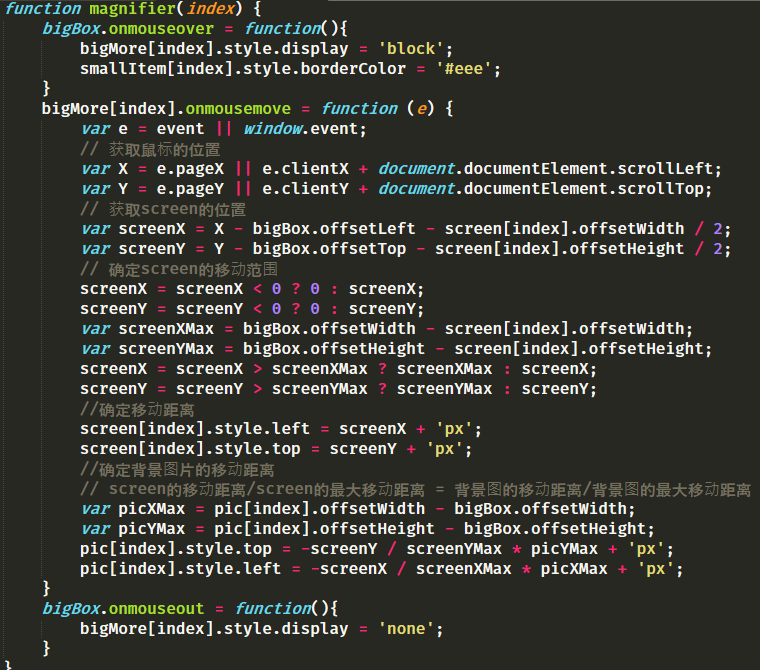 function magnifier(index) {
    bigBox.onmouseover = function(){
        bigMore[index].style.display = 'block';
        smallItem[index].style.borderColor = '#eee';
    }
    bigMore[index].onmousemove = function (e) {
        var e = event || window.event;
        // 获取鼠标的位置
        var X = e.pageX || e.clientX + document.documentElement.scrollLeft;
        var Y = e.pageY || e.clientY + document.documentElement.scrollTop;
        // 获取screen的位置
        var screenX = X - bigBox.offsetLeft - screen[index].offsetWidth / 2;
        var screenY = Y - bigBox.offsetTop - screen[index].offsetHeight / 2;
        // 确定screen的移动范围
        screenX = screenX < 0 ? 0 : screenX;
        screenY = screenY < 0 ? 0 : screenY;
        var screenXMax = bigBox.offsetWidth - screen[index].offsetWidth;
        var screenYMax = bigBox.offsetHeight - screen[index].offsetHeight;
        screenX = screenX > screenXMax ? screenXMax : screenX;
        screenY = screenY > screenYMax ? screenYMax : screenY;
        //确定移动距离
        screen[index].style.left = screenX + 'px';
        screen[index].style.top = screenY + 'px';
        //确定背景图片的移动距离
        // screen的移动距离/screen的最大移动距离 = 背景图的移动距离/背景图的最大移动距离
        var picXMax = pic[index].offsetWidth - bigBox.offsetWidth;
        var picYMax = pic[index].offsetHeight - bigBox.offsetHeight;
        pic[index].style.top = -screenY / screenYMax * picYMax + 'px';
        pic[index].style.left = -screenX / screenXMax * picXMax + 'px';
    }
    bigBox.onmouseout = function(){
        bigMore[index].style.display = 'none';
    }
}